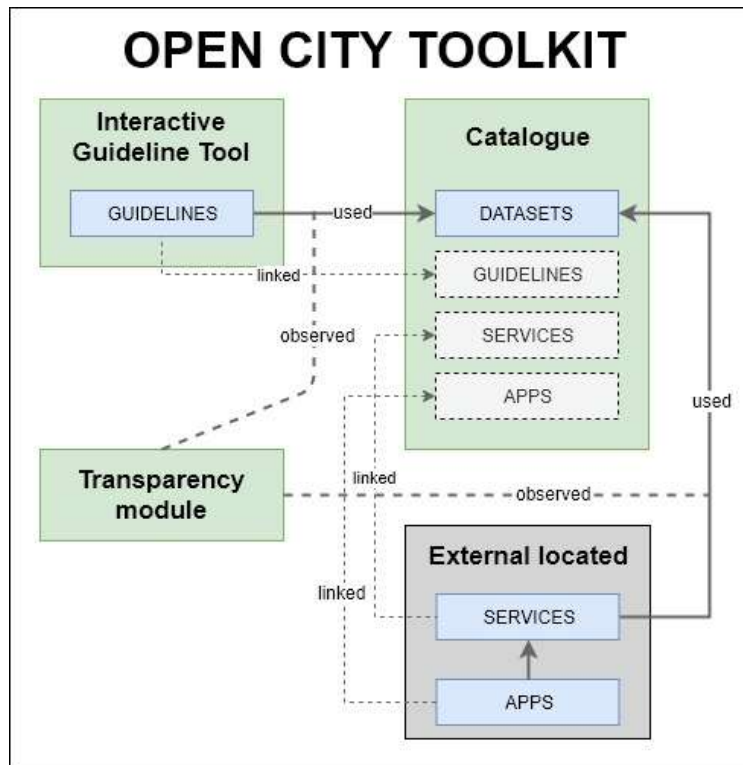 OPEN CITY TOOLKIT
Interactive
Guideline Tool
GUIDELINES
used
linked
observed
Catalogue
DATASETS
GUIDELINES
SERVICES
APPS
used
Transparency
module
linked
observed
linked
External located
SERVICES
APPS